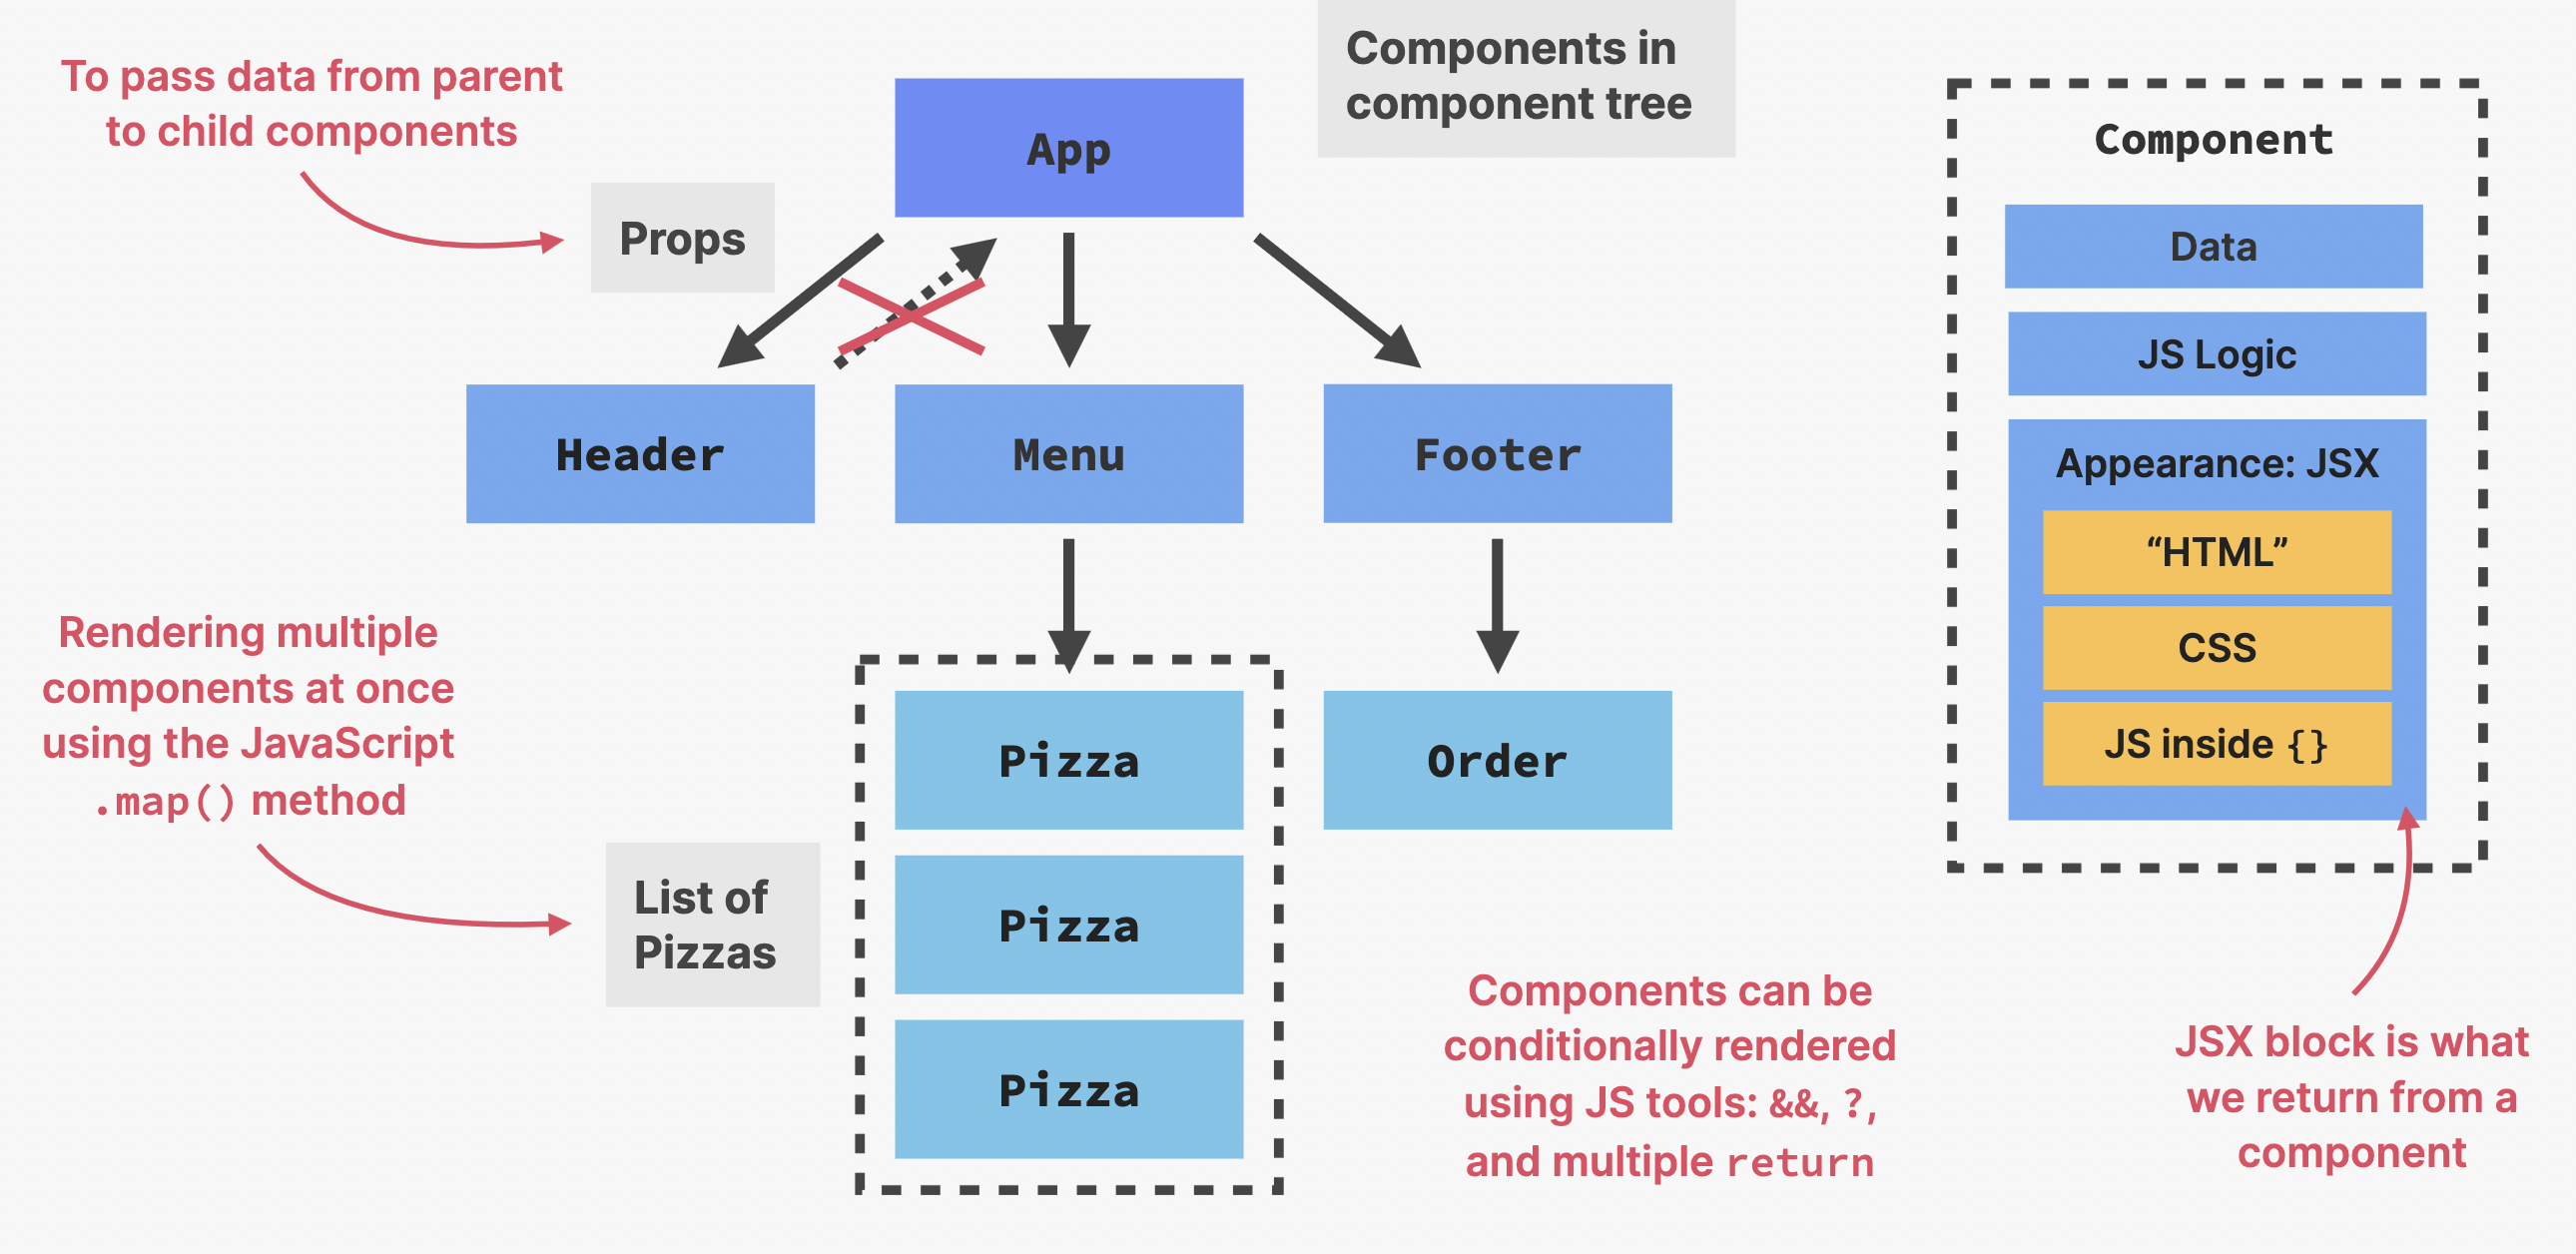 To pass data from parent
to child components
Props
App
Components in
component tree
Header
Menu
Footer
Rendering multiple
components at once
using the JavaScript
.map() method
List of
Pizzas
Pizza
Pizza
Pizza
Order
Components can be
conditionally rendered
using JS tools: &&, ?,
and multiple return
Component
Data
JS Logic
Appearance: JSX
“HTML”
CSS
JS inside {}
JSX block is what
we return from a
component